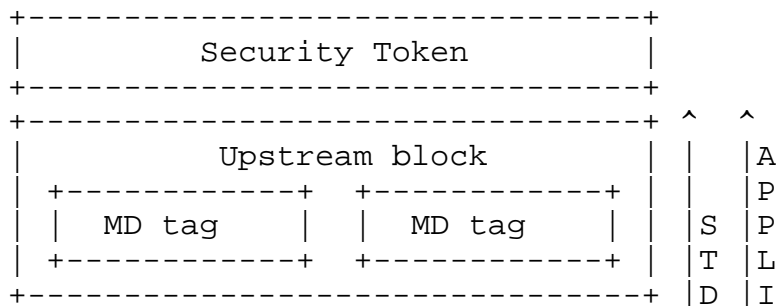 +-------------------------------+
|         Security Token        |
+-------------------------------+
+-------------------------------+ ^  ^
|          Upstream block       | |  |A
| +------------+ +------------+ | |  |P
| |  MD tag    | |  MD tag    | | |S |P
| +------------+ +------------+ | |T |L
+-------------------------------+ |D |I